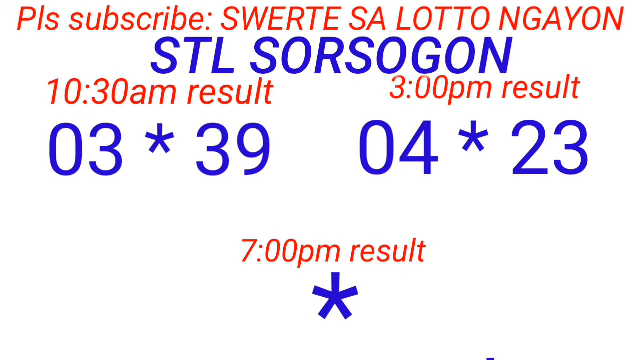 Pls subscribe: SWERTE SA LOTTO NGAYON
STL SORSOGON
10:30am result 3:00pm result
03 * 39 04 * 23
7:00pm result
*